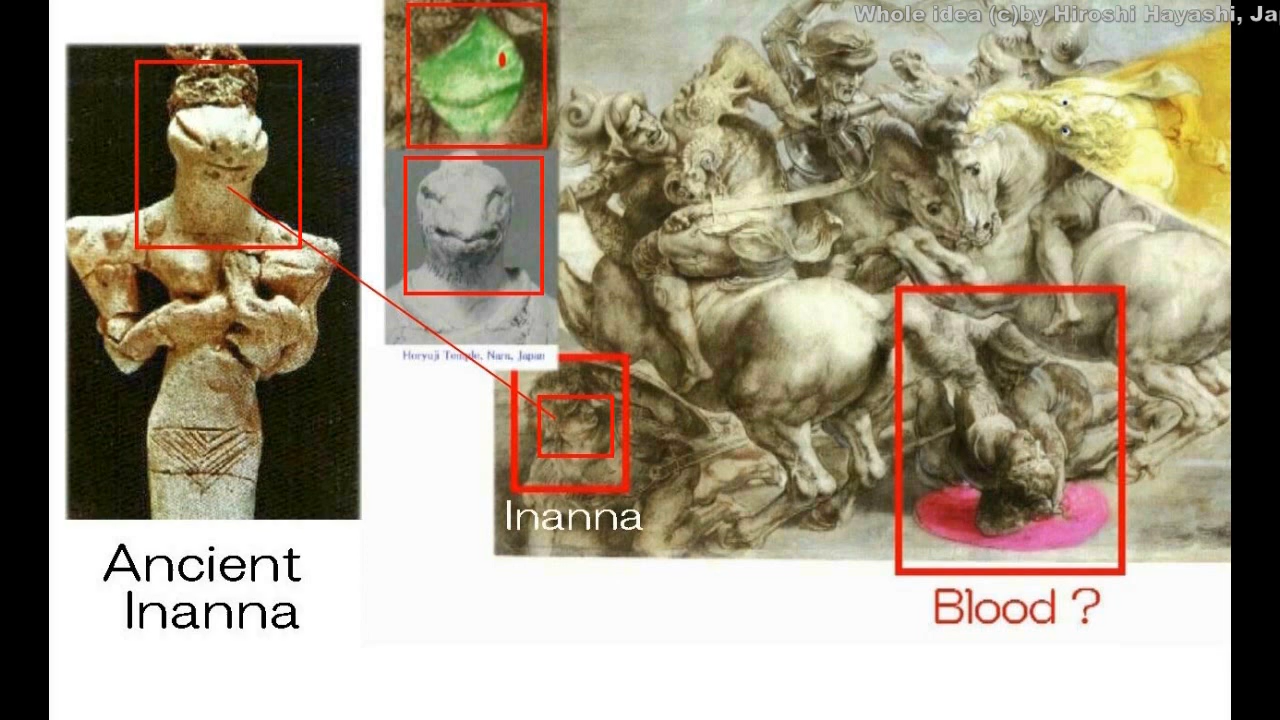 Whole idea (c)by Hiroshi Hayashi, Ja
Horyuji Temple, Nara, Japan
Inanna
Ancient
Inanna
Blood ?